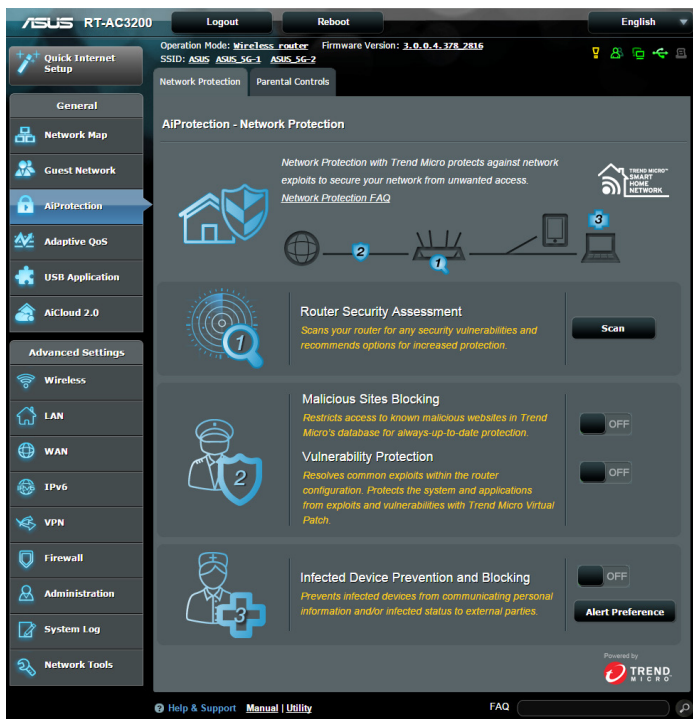 ASUS RT-AC3200 Logout Reboot English
Quick Internet Setup
Operation Mode: Wireless router Firmware Version: 3.0.0.4.378_2816
SSID: ASUS ASUS_5G-1 ASUS_5G-2
Network Protection Parental Controls
General
Network Map
Guest Network
AiProtection
Adaptive QoS
USB Application
AiCloud 2.0
Advanced Settings
Wireless
LAN
WAN
IPv6
VPN
Firewall
Administration
System Log
Network Tools
AiProtection - Network Protection
Network Protection with Trend Micro protects against network
exploits to secure your network from unwanted access.
Network Protection FAQ
TREND MICRO™
SMART
HOME
NETWORK
1
2
3
1
Router Security Assessment
Scans your router for any security vulnerabilities and
recommends options for increased protection.
Scan
2
Malicious Sites Blocking
Restricts access to known malicious websites in Trend
Micro's database for always-up-to-date protection.
OFF
Vulnerability Protection
Resolves common exploits within the router
configuration. Protects the system and applications
from exploits and vulnerabilities with Trend Micro Virtual
Patch.
OFF
3
Infected Device Prevention and Blocking
Prevents infected devices from communicating personal
information and/or infected status to external parties.
OFF
Alert Preference
Powered by
TREND
MICRO
Help & Support Manual | Utility FAQ